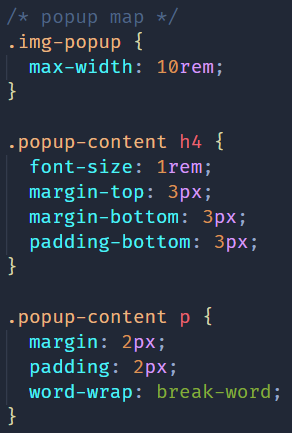 /* popup map */
.img-popup {
  max-width: 10rem;
}

.popup-content h4 {
  font-size: 1rem;
  margin-top: 3px;
  margin-bottom: 3px;
  padding-bottom: 3px;
}

.popup-content p {
  margin: 2px;
  padding: 2px;
  word-wrap: break-word;
}